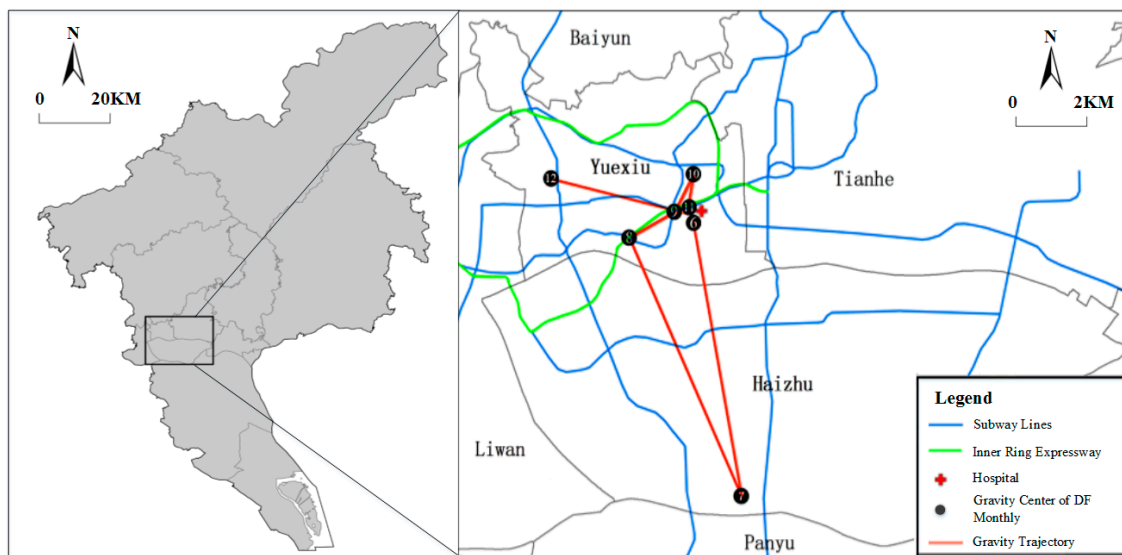 N
0 20KM
Baiyun
N
0 2KM
Yuexiu
Tianhe
12
10
9
11
6
8
Haizhu
Liwan
7
Panyu
Legend
Subway Lines
Inner Ring Expressway
Hospital
Gravity Center of DF
Monthly
Gravity Trajectory